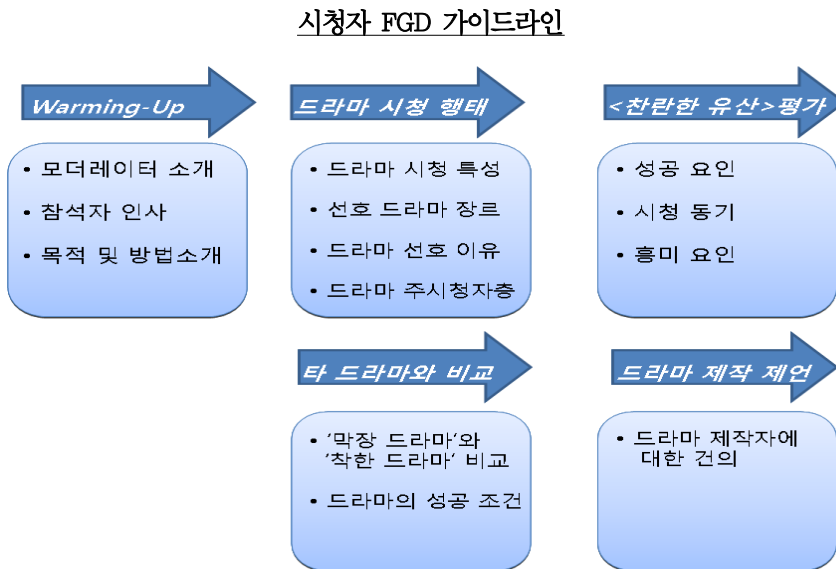 시청자 FGD 가이드라인
Warming-Up
• 모더레이터 소개
• 참석자 인사
• 목적 및 방법소개
드라마 시청 행태
• 드라마 시청 특성
• 선호 드라마 장르
• 드라마 선호 이유
• 드라마 주시청자층
<찬란한 유산>평가
• 성공 요인
• 시청 동기
• 흥미 요인
타 드라마와 비교
• '막장 드라마'와
'착한 드라마' 비교
• 드라마의 성공 조건
드라마 제작 제언
• 드라마 제작자에
대한 건의